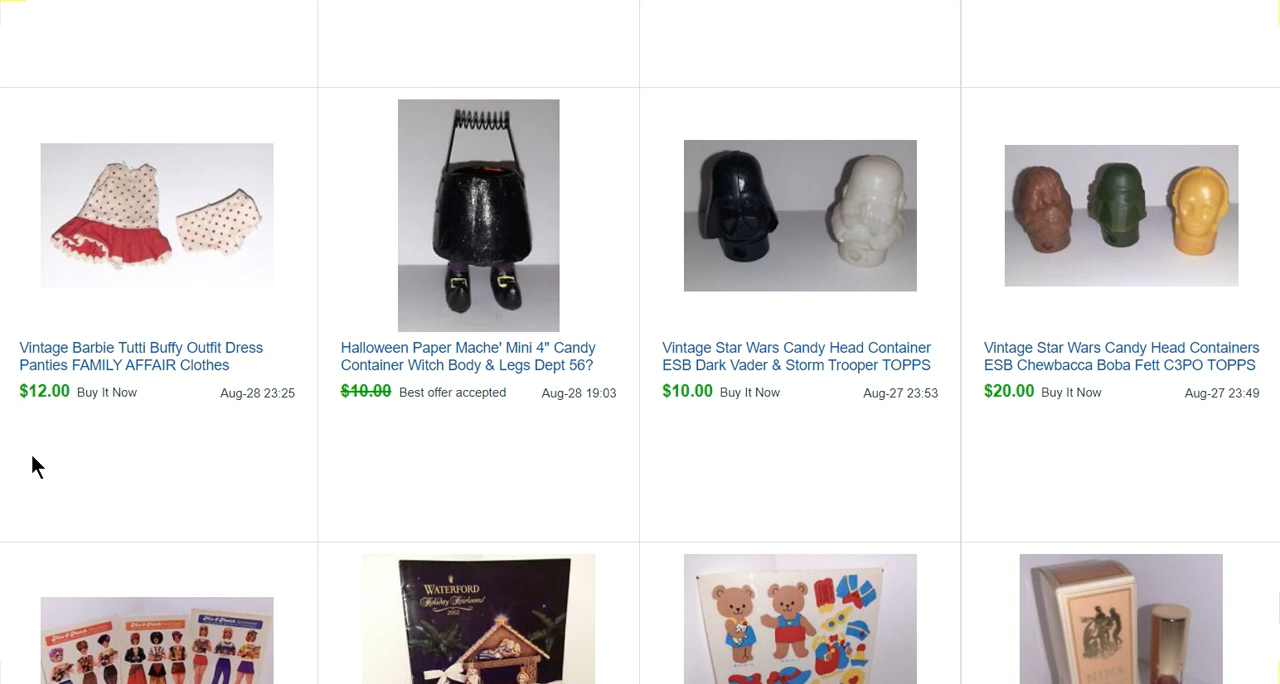 Vintage Barbie Tutti Buffy Outfit Dress
Panties FAMILY AFFAIR Clothes
$12.00 Buy It Now Aug-28 23:25
Halloween Paper Mache' Mini 4" Candy
Container Witch Body & Legs Dept 56?
$10.00 Best offer accepted Aug-28 19:03
Vintage Star Wars Candy Head Container
ESB Dark Vader & Storm Trooper TOPPS
$10.00 Buy It Now Aug-27 23:53
Vintage Star Wars Candy Head Containers
ESB Chewbacca Boba Fett C3PO TOPPS
$20.00 Buy It Now Aug-27 23:49
WATERFORD
Holiday Heirlooms
2002
NINA